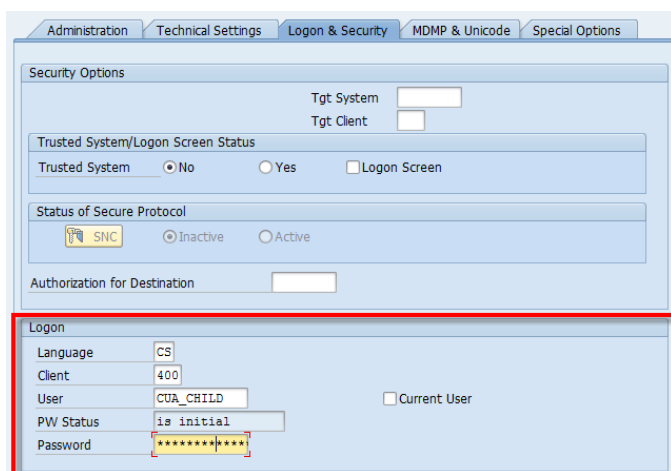 Administration Technical Settings Logon & Security MDMP & Unicode Special Options
Security Options
Tgt System
Tgt Client
Trusted System/Logon Screen Status
Trusted System No Yes Logon Screen
Status of Secure Protocol
SNC Inactive Active
Authorization for Destination
Logon
Language CS
Client 400
User CUA_CHILD Current User
PW Status is initial
Password ************